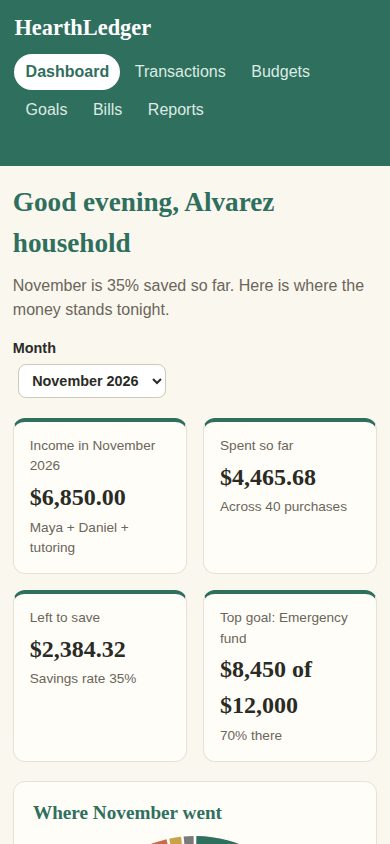 HearthLedger
Dashboard Transactions Budgets
Goals Bills Reports
Good evening, Alvarez
household
November is 35% saved so far. Here is where the
money stands tonight.
Month
November 2026
Income in November
2026
$6,850.00
Maya + Daniel +
tutoring
Spent so far
$4,465.68
Across 40 purchases
Left to save
$2,384.32
Savings rate 35%
Top goal: Emergency
fund
$8,450 of
$12,000
70% there
Where November went